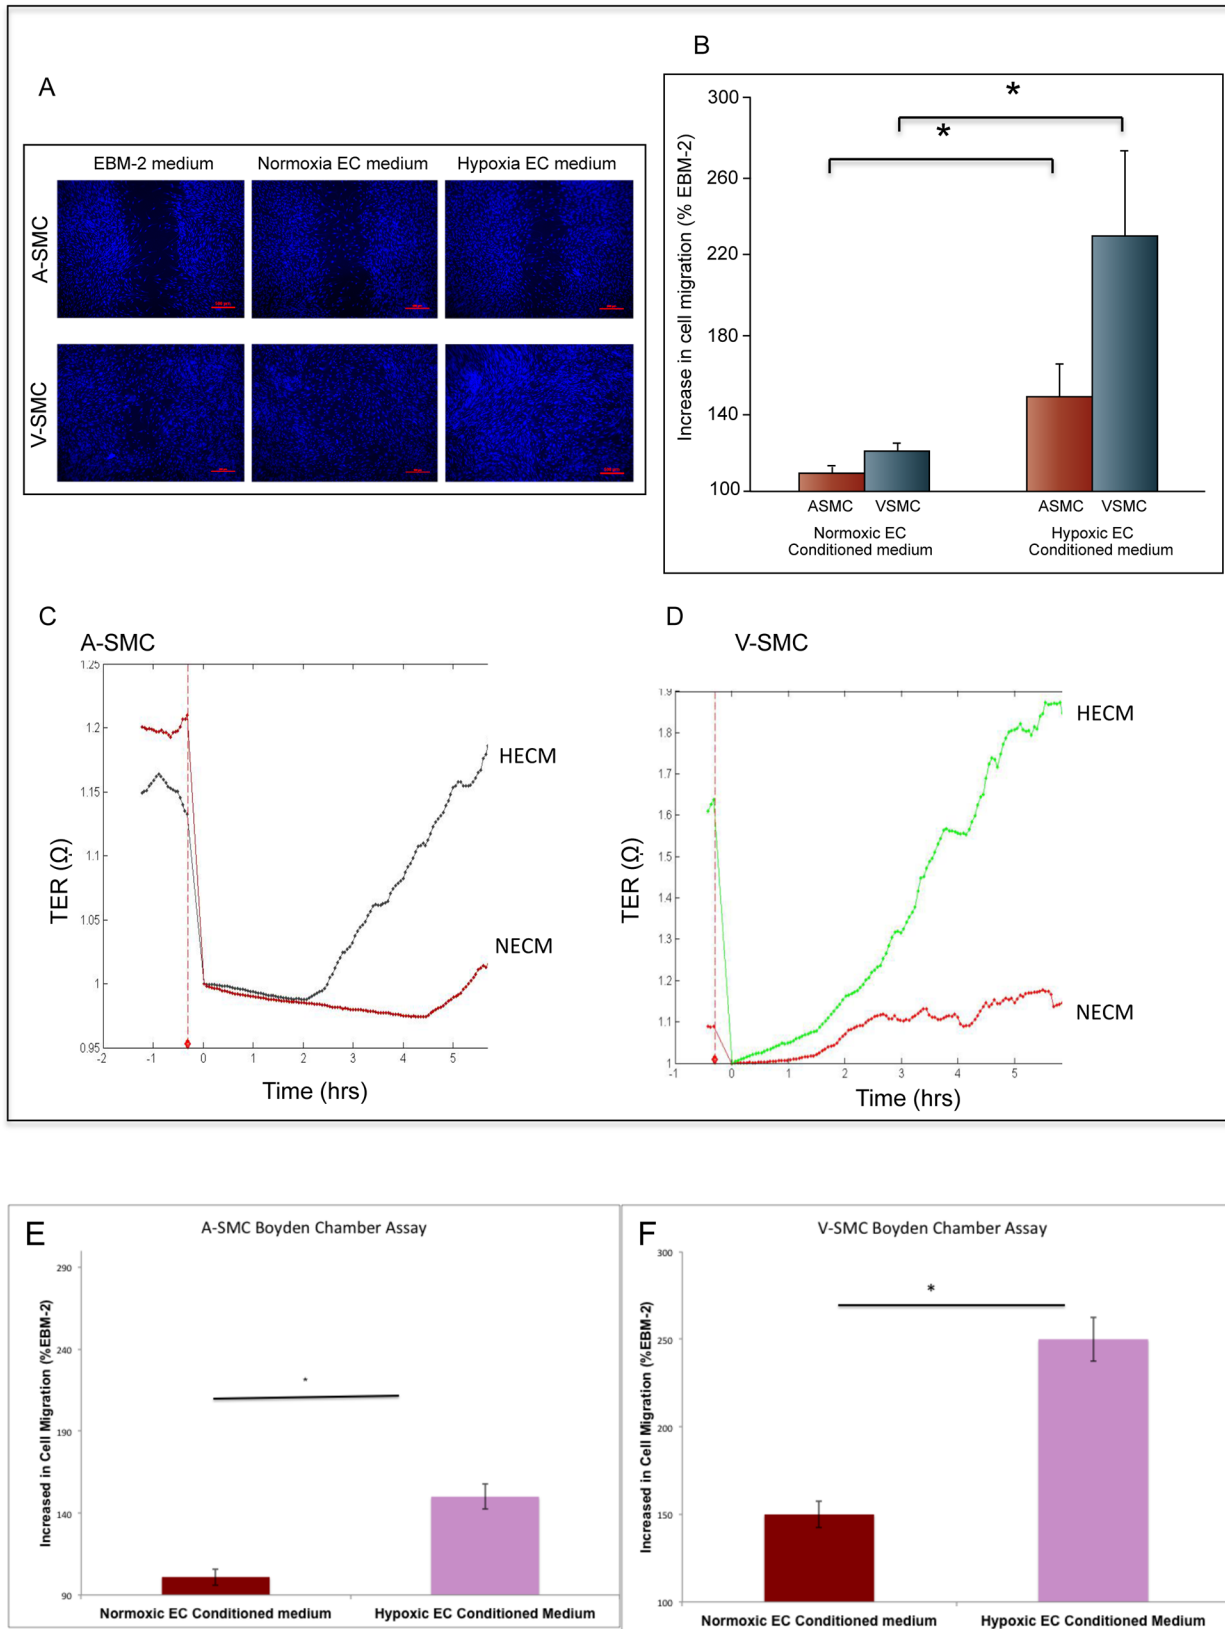 A
EBM-2 medium
Normoxia EC medium
Hypoxia EC medium
A-SMC
V-SMC
B
Increase in cell migration (% EBM-2)
300
260
220
180
140
100
*
*
ASMC
VSMC
ASMC
VSMC
Normoxic EC
Conditioned medium
Hypoxic EC
Conditioned medium
C
A-SMC
TER (Ω)
1.25
1.2
1.15
1.1
1.05
1
0.95
-2
-1
0
1
2
3
4
5
Time (hrs)
HECM
NECM
D
V-SMC
TER (Ω)
1.9
1.8
1.7
1.6
1.5
1.4
1.3
1.2
1.1
1
-1
0
1
2
3
4
5
Time (hrs)
HECM
NECM
E
A-SMC Boyden Chamber Assay
Increased in Cell Migration (%EBM-2)
290
240
190
140
90
*
Normoxic EC Conditioned medium
Hypoxic EC Conditioned Medium
F
V-SMC Boyden Chamber Assay
Increased in Cell Migration (%EBM-2)
300
250
200
150
100
*
Normoxic EC Conditioned medium
Hypoxic EC Conditioned Medium